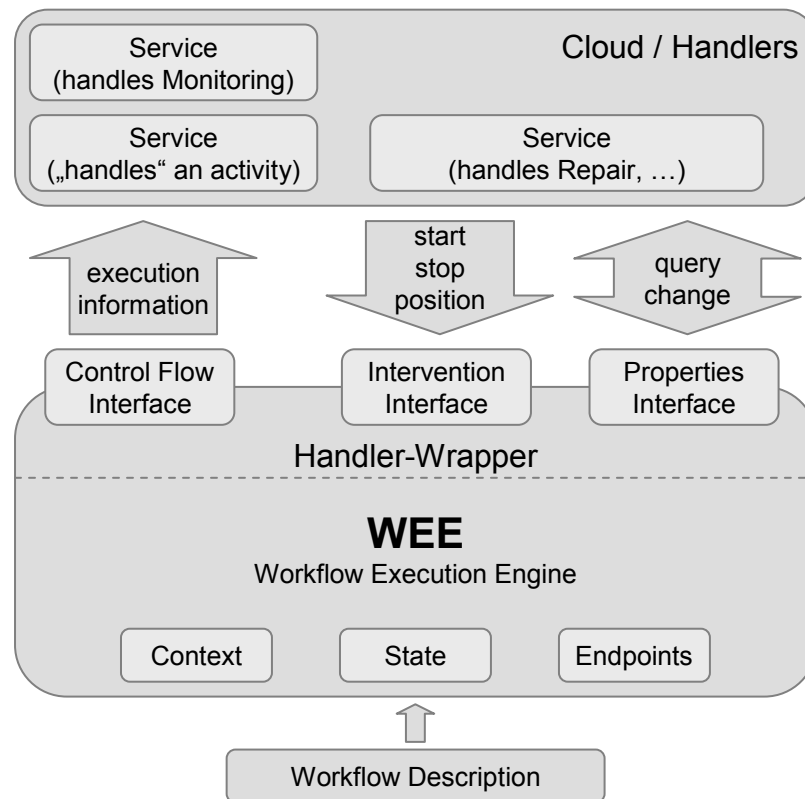 Cloud / Handlers
Service
(handles Monitoring)
Service
(„handles“ an activity)
Service
(handles Repair, …)
execution
information
start
stop
position
query
change
Control Flow
Interface
Intervention
Interface
Properties
Interface
Handler-Wrapper
WEE
Workflow Execution Engine
Context
State
Endpoints
Workflow Description